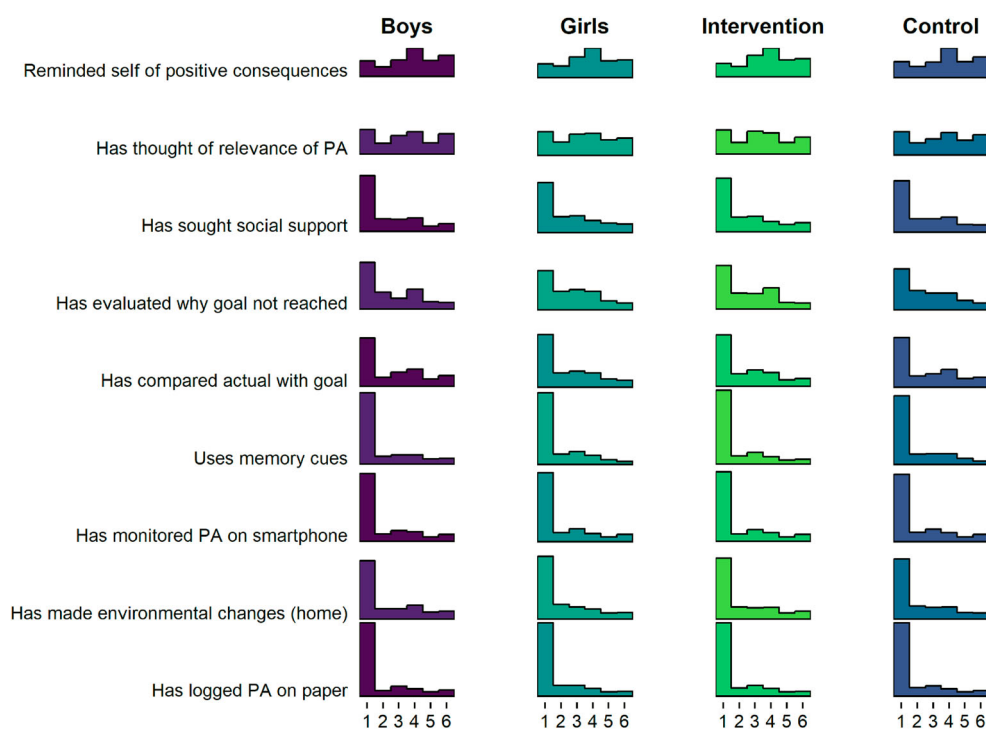 Boys Girls Intervention Control
Reminded self of positive consequences
Has thought of relevance of PA
Has sought social support
Has evaluated why goal not reached
Has compared actual with goal
Uses memory cues
Has monitored PA on smartphone
Has made environmental changes (home)
Has logged PA on paper
1 2 3 4 5 6 1 2 3 4 5 6 1 2 3 4 5 6 1 2 3 4 5 6